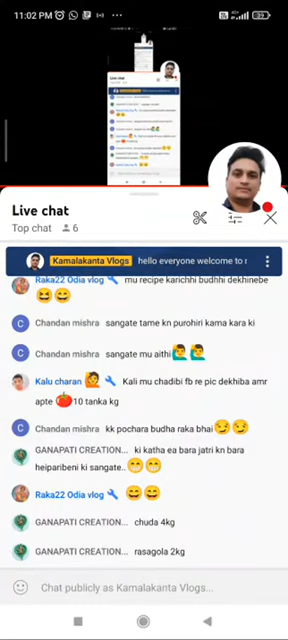 11:02 PM
39
Live chat
Live chat
Top chat 6
Kamalakanta Vlogs hello everyone welcome to
Raka22 Odia vlog mu recipe karichhi budhhi dekhinebe
😆😄
C Chandan mishra sangate tame kn purohiri kama kara ki
C Chandan mishra sangate mu aithi 🙋‍♂️🙋‍♂️
Kalu charan 🙋 Kali mu chadibi fb re pic dekhiba amr
apte 🍅10 tanka kg
C Chandan mishra kk pochara budha raka bhai😏😏
GANAPATI CREATION... ki katha ea bara jatri kn bara
heiparibeni ki sangate..😁😁
Raka22 Odia vlog 😄😄
GANAPATI CREATION... chuda 4kg
GANAPATI CREATION... rasagola 2kg
Chat publicly as Kamalakanta Vlogs...